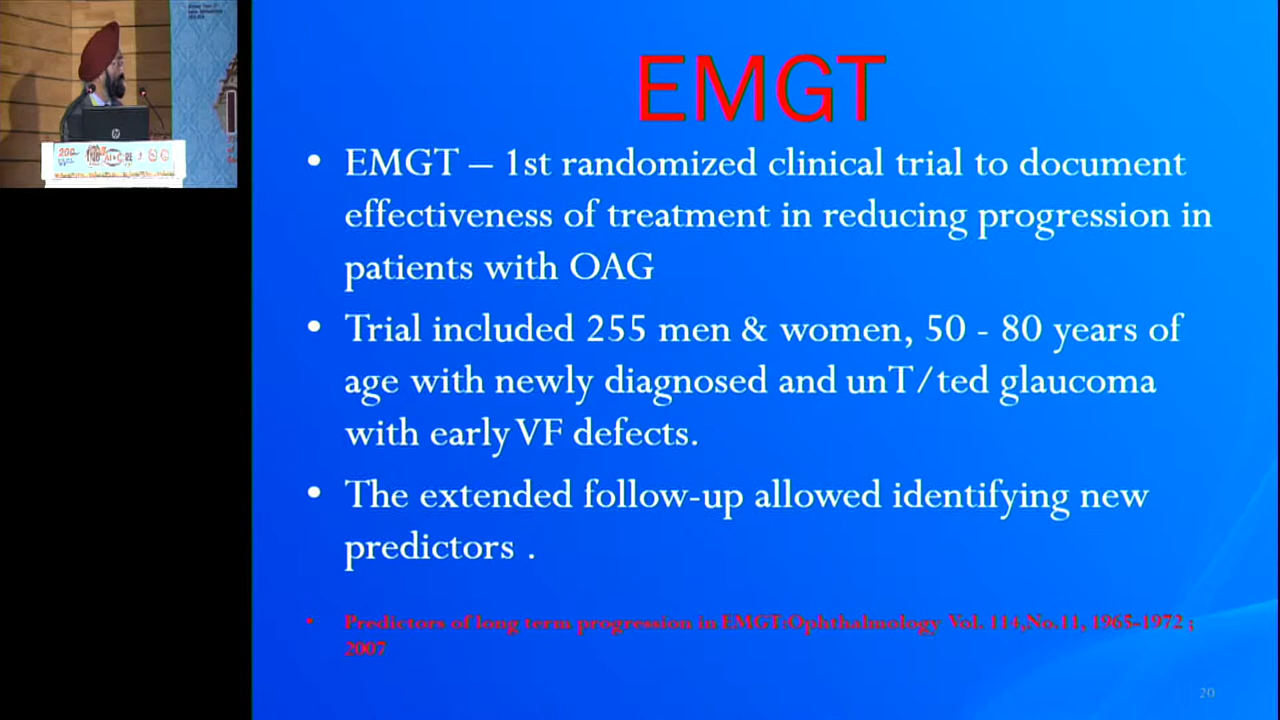 EMGT
• EMGT – 1st randomized clinical trial to document
effectiveness of treatment in reducing progression in
patients with OAG
• Trial included 255 men & women, 50 - 80 years of
age with newly diagnosed and unT/ted glaucoma
with early VF defects.
• The extended follow-up allowed identifying new
predictors .
• Predictors of long term progression in EMGT:Ophthalmology Vol. 114,No.11, 1965-1972 ;
2007
20
hp